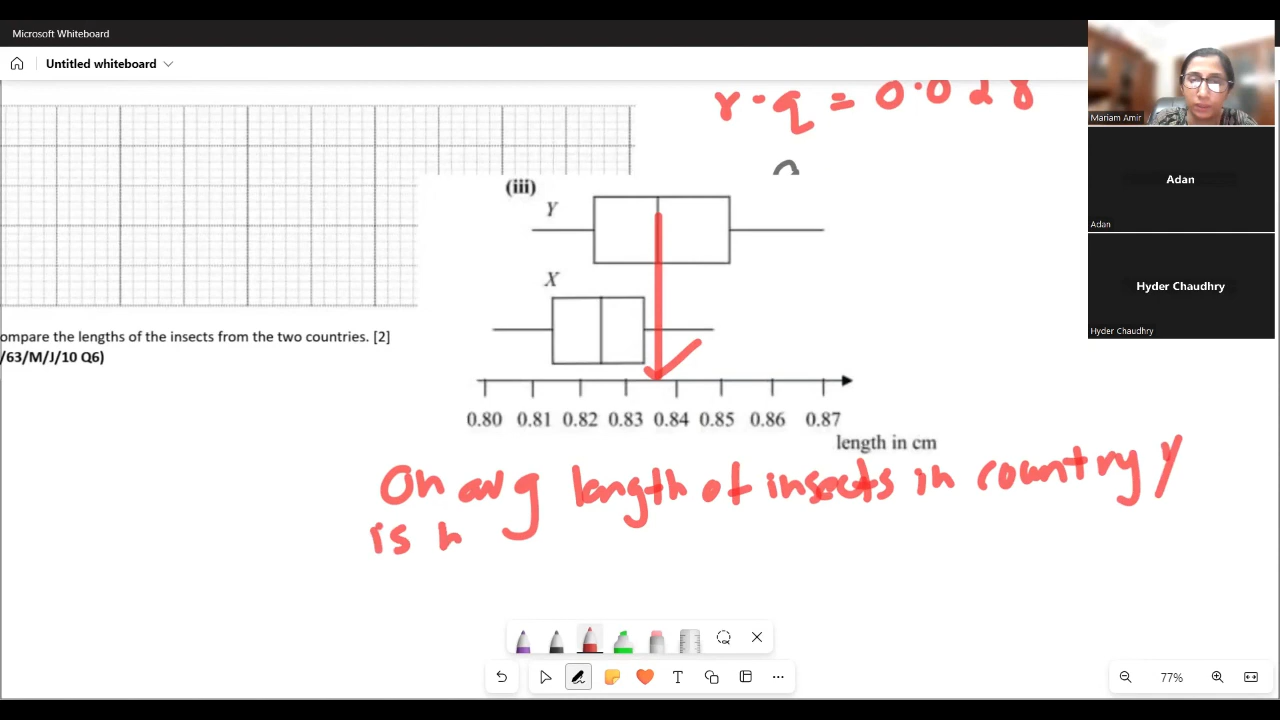 Microsoft Whiteboard
Untitled whiteboard
r - q = 0.028
(iii)
Y
X
ompare the lengths of the insects from the two countries. [2]
/63/M/J/10 Q6)
0.80 0.81 0.82 0.83 0.84 0.85 0.86 0.87
length in cm
On avg length of insects in country Y
is h
Mariam Amir
Adan
Adan
Hyder Chaudhry
Hyder Chaudhry
77%